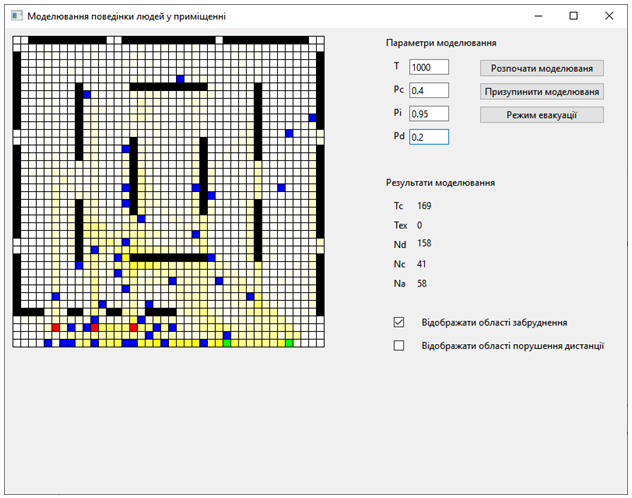 Моделювання поведінки людей у приміщенні
Параметри моделювання
T 1000 Розпочати моделюваня
Pc 0.4 Призупинити моделюваня
Pi 0.95 Режим евакуації
Pd 0.2
Результати моделювання
Tc 169
Tex 0
Nd 158
Nc 41
Na 58
Відображати області забруднення
Відображати області порушення дистанції